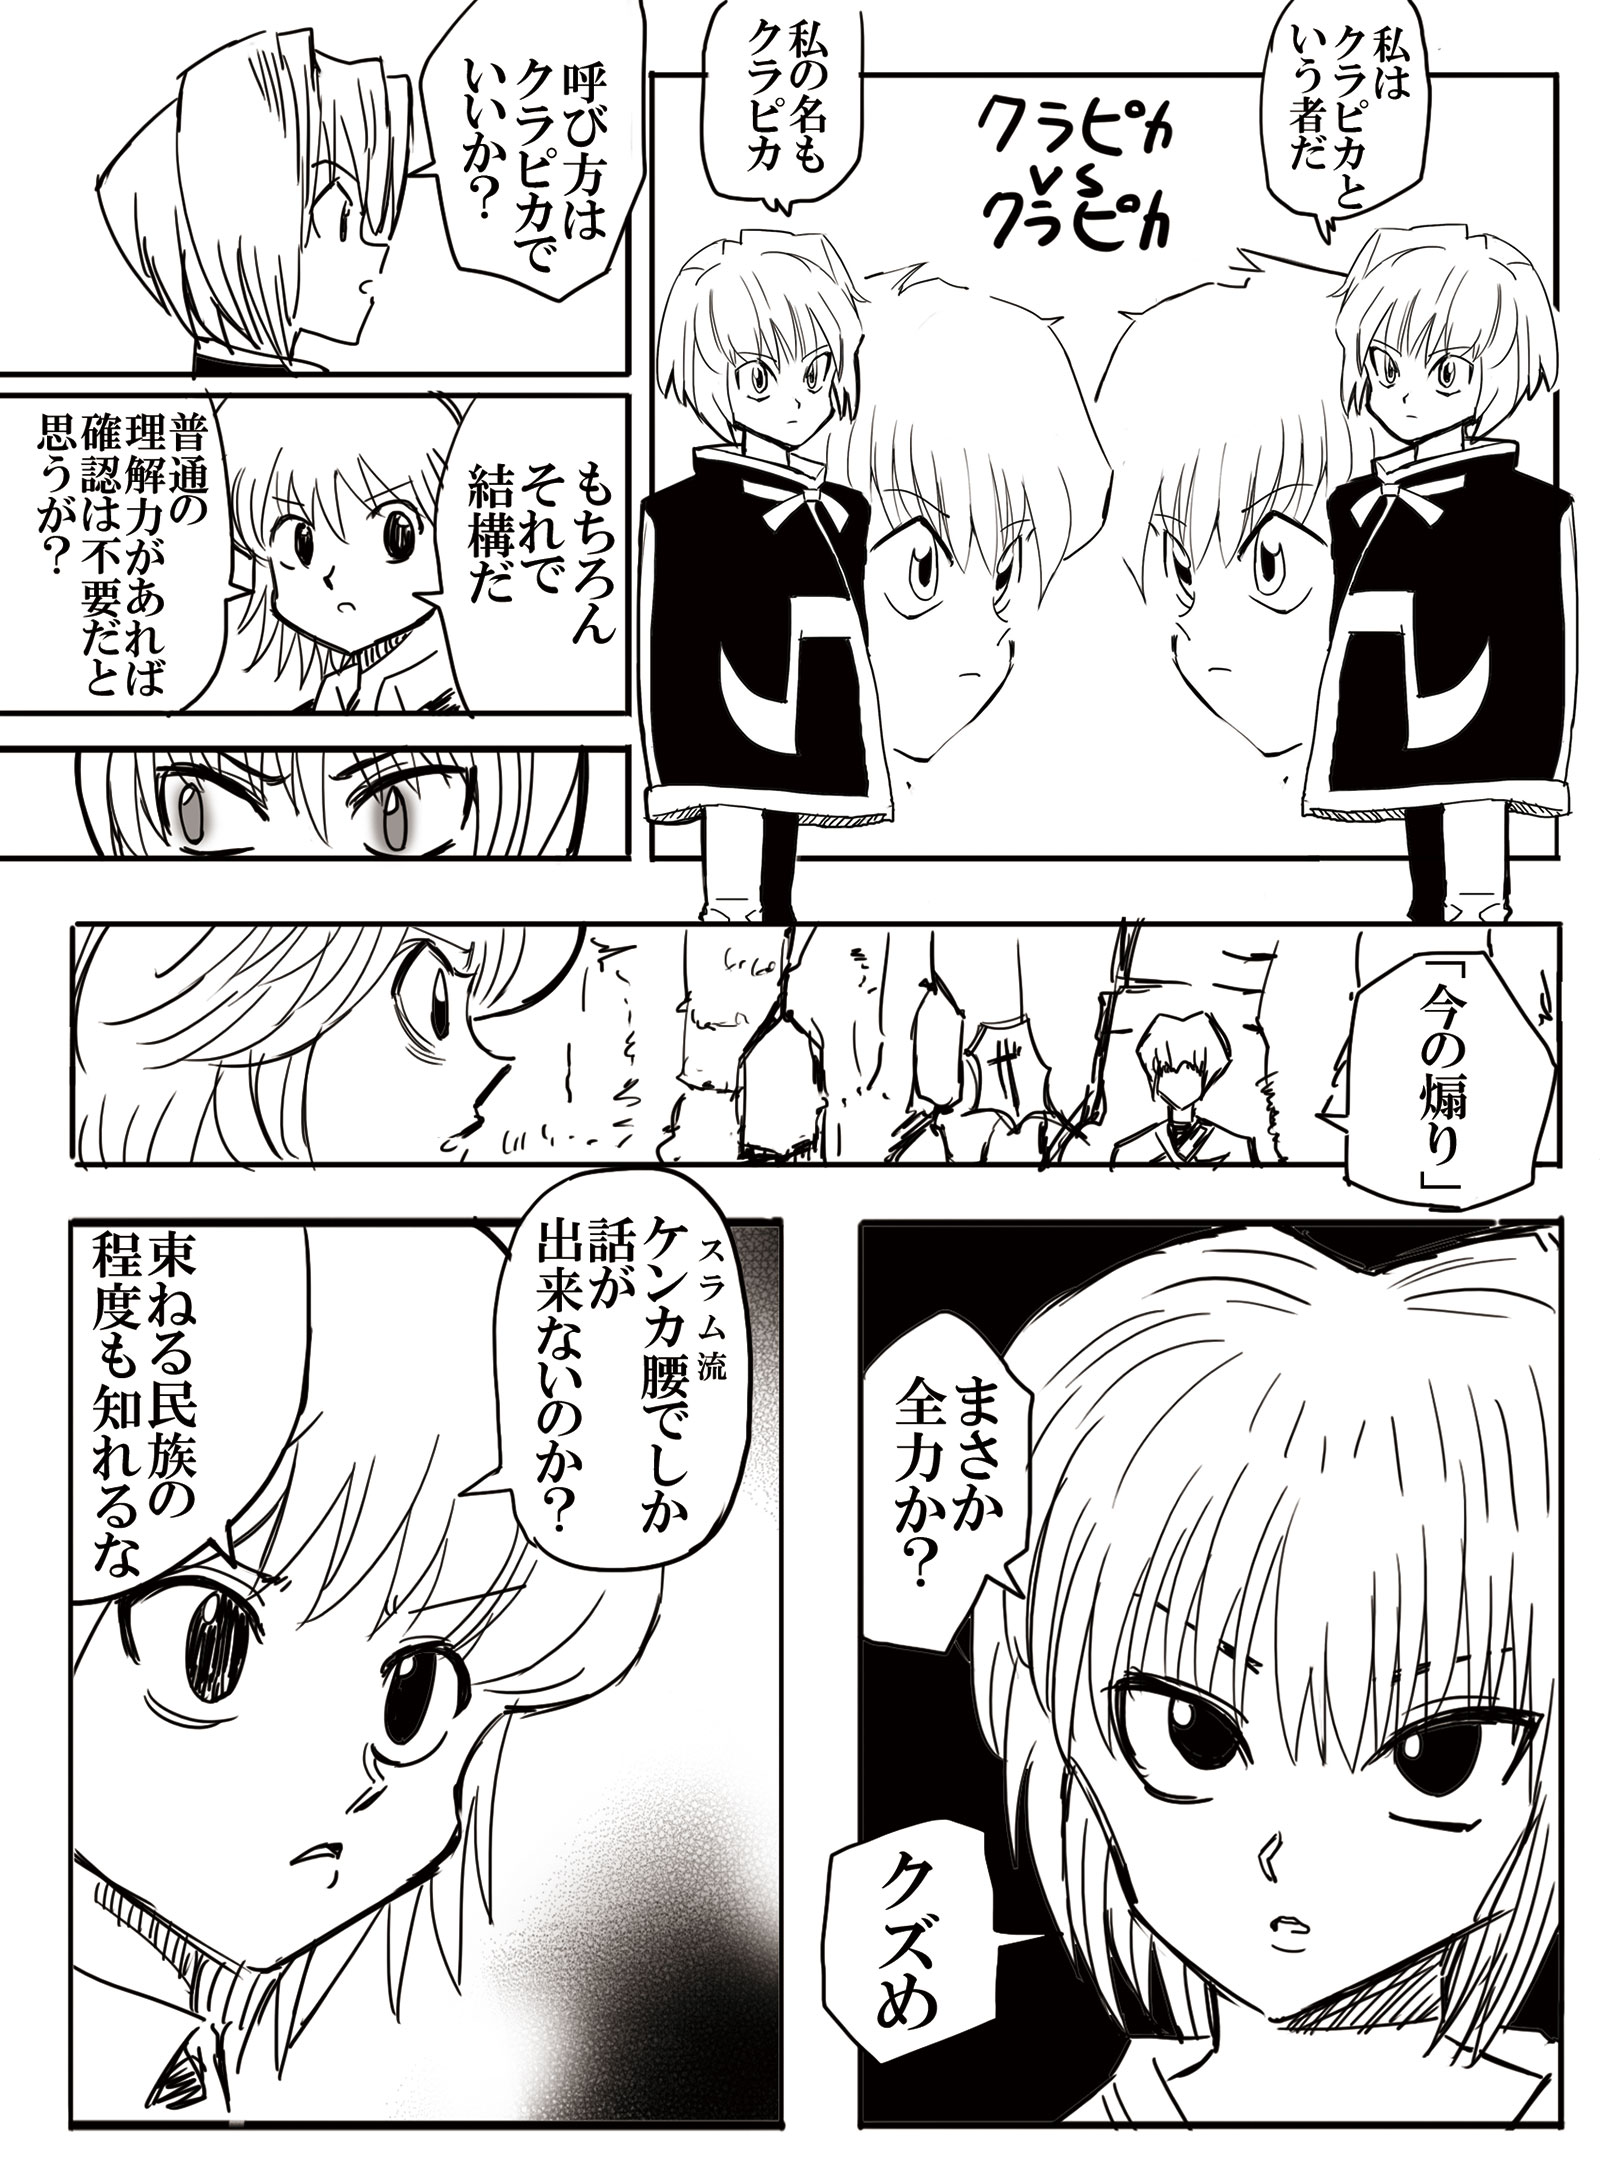 クラピカ
vs
クラピカ
私は
クラピカと
いう者だ
私の名も
クラピカ
呼び方は
クラピカで
いいか？
もちろん
それで
結構だ
普通の
理解力があれば
確認は不要だと
思うが？
「今の煽り」
まさか
全力か？
クズめ
スラム流
ケンカ腰でしか
話が
出来ないのか？
束ねる民族の
程度も知れるな